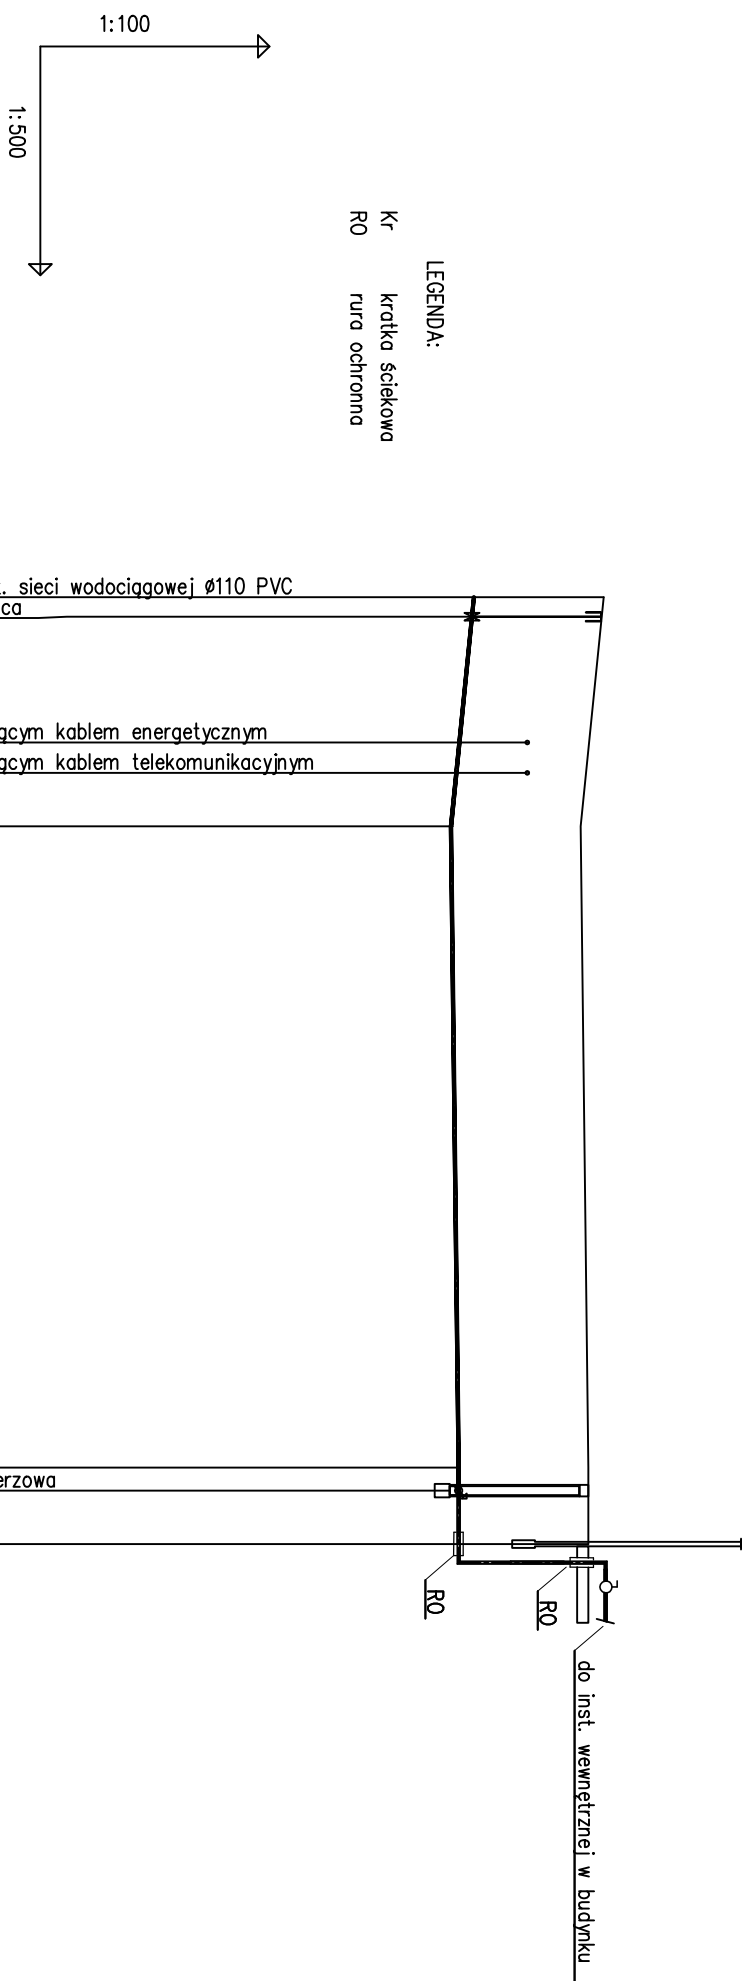 1:100
1:500
LEGENDA:
Kr kratka ściekowa
RO rura ochronna
. sieci wodociągowej Ø110 PVC
ca
ącym kablem energetycznym
ącym kablem telekomunikacyjnym
erzowa
RO
RO
do inst. wewnętrznej w budynku